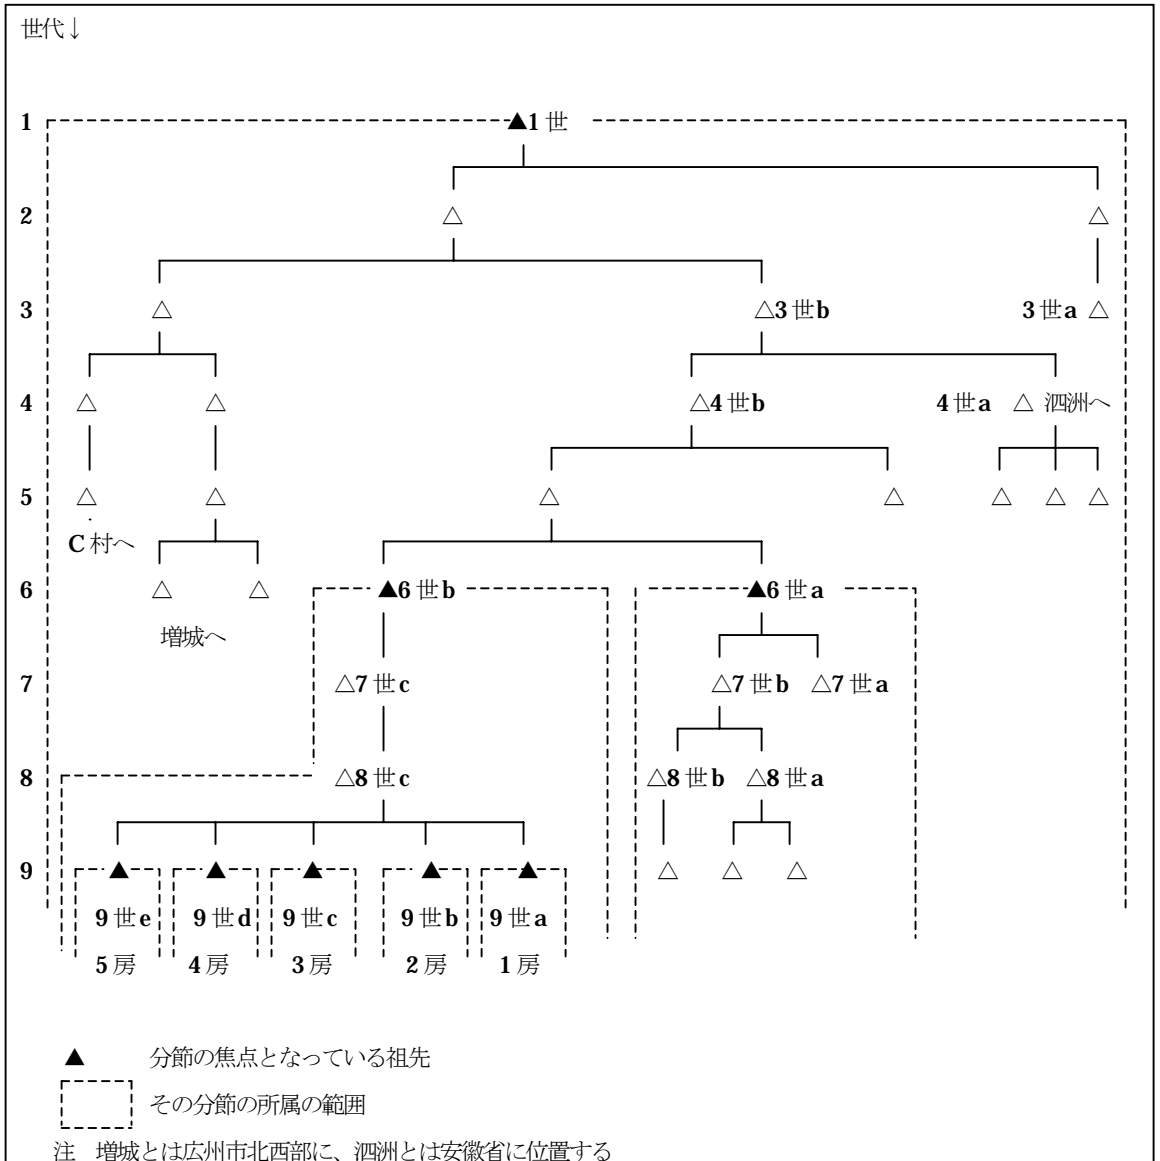 世代↓
1 ▲1世
2 △ △
3 △ △3世b 3世a △
4 △ △ △4世b 4世a △ 泗洲へ
5 △ △ △ △ △ △ △
C村へ
6 △ △ ▲6世b ▲6世a
増城へ
7 △7世c △7世b △7世a
8 △8世c △8世b △8世a
9 ▲ ▲ ▲ ▲ ▲ △ △ △
9世e 9世d 9世c 9世b 9世a
5房 4房 3房 2房 1房
▲ 分節の焦点となっている祖先
その分節の所属の範囲
注 増城とは広州市北西部に、泗洲とは安徽省に位置する